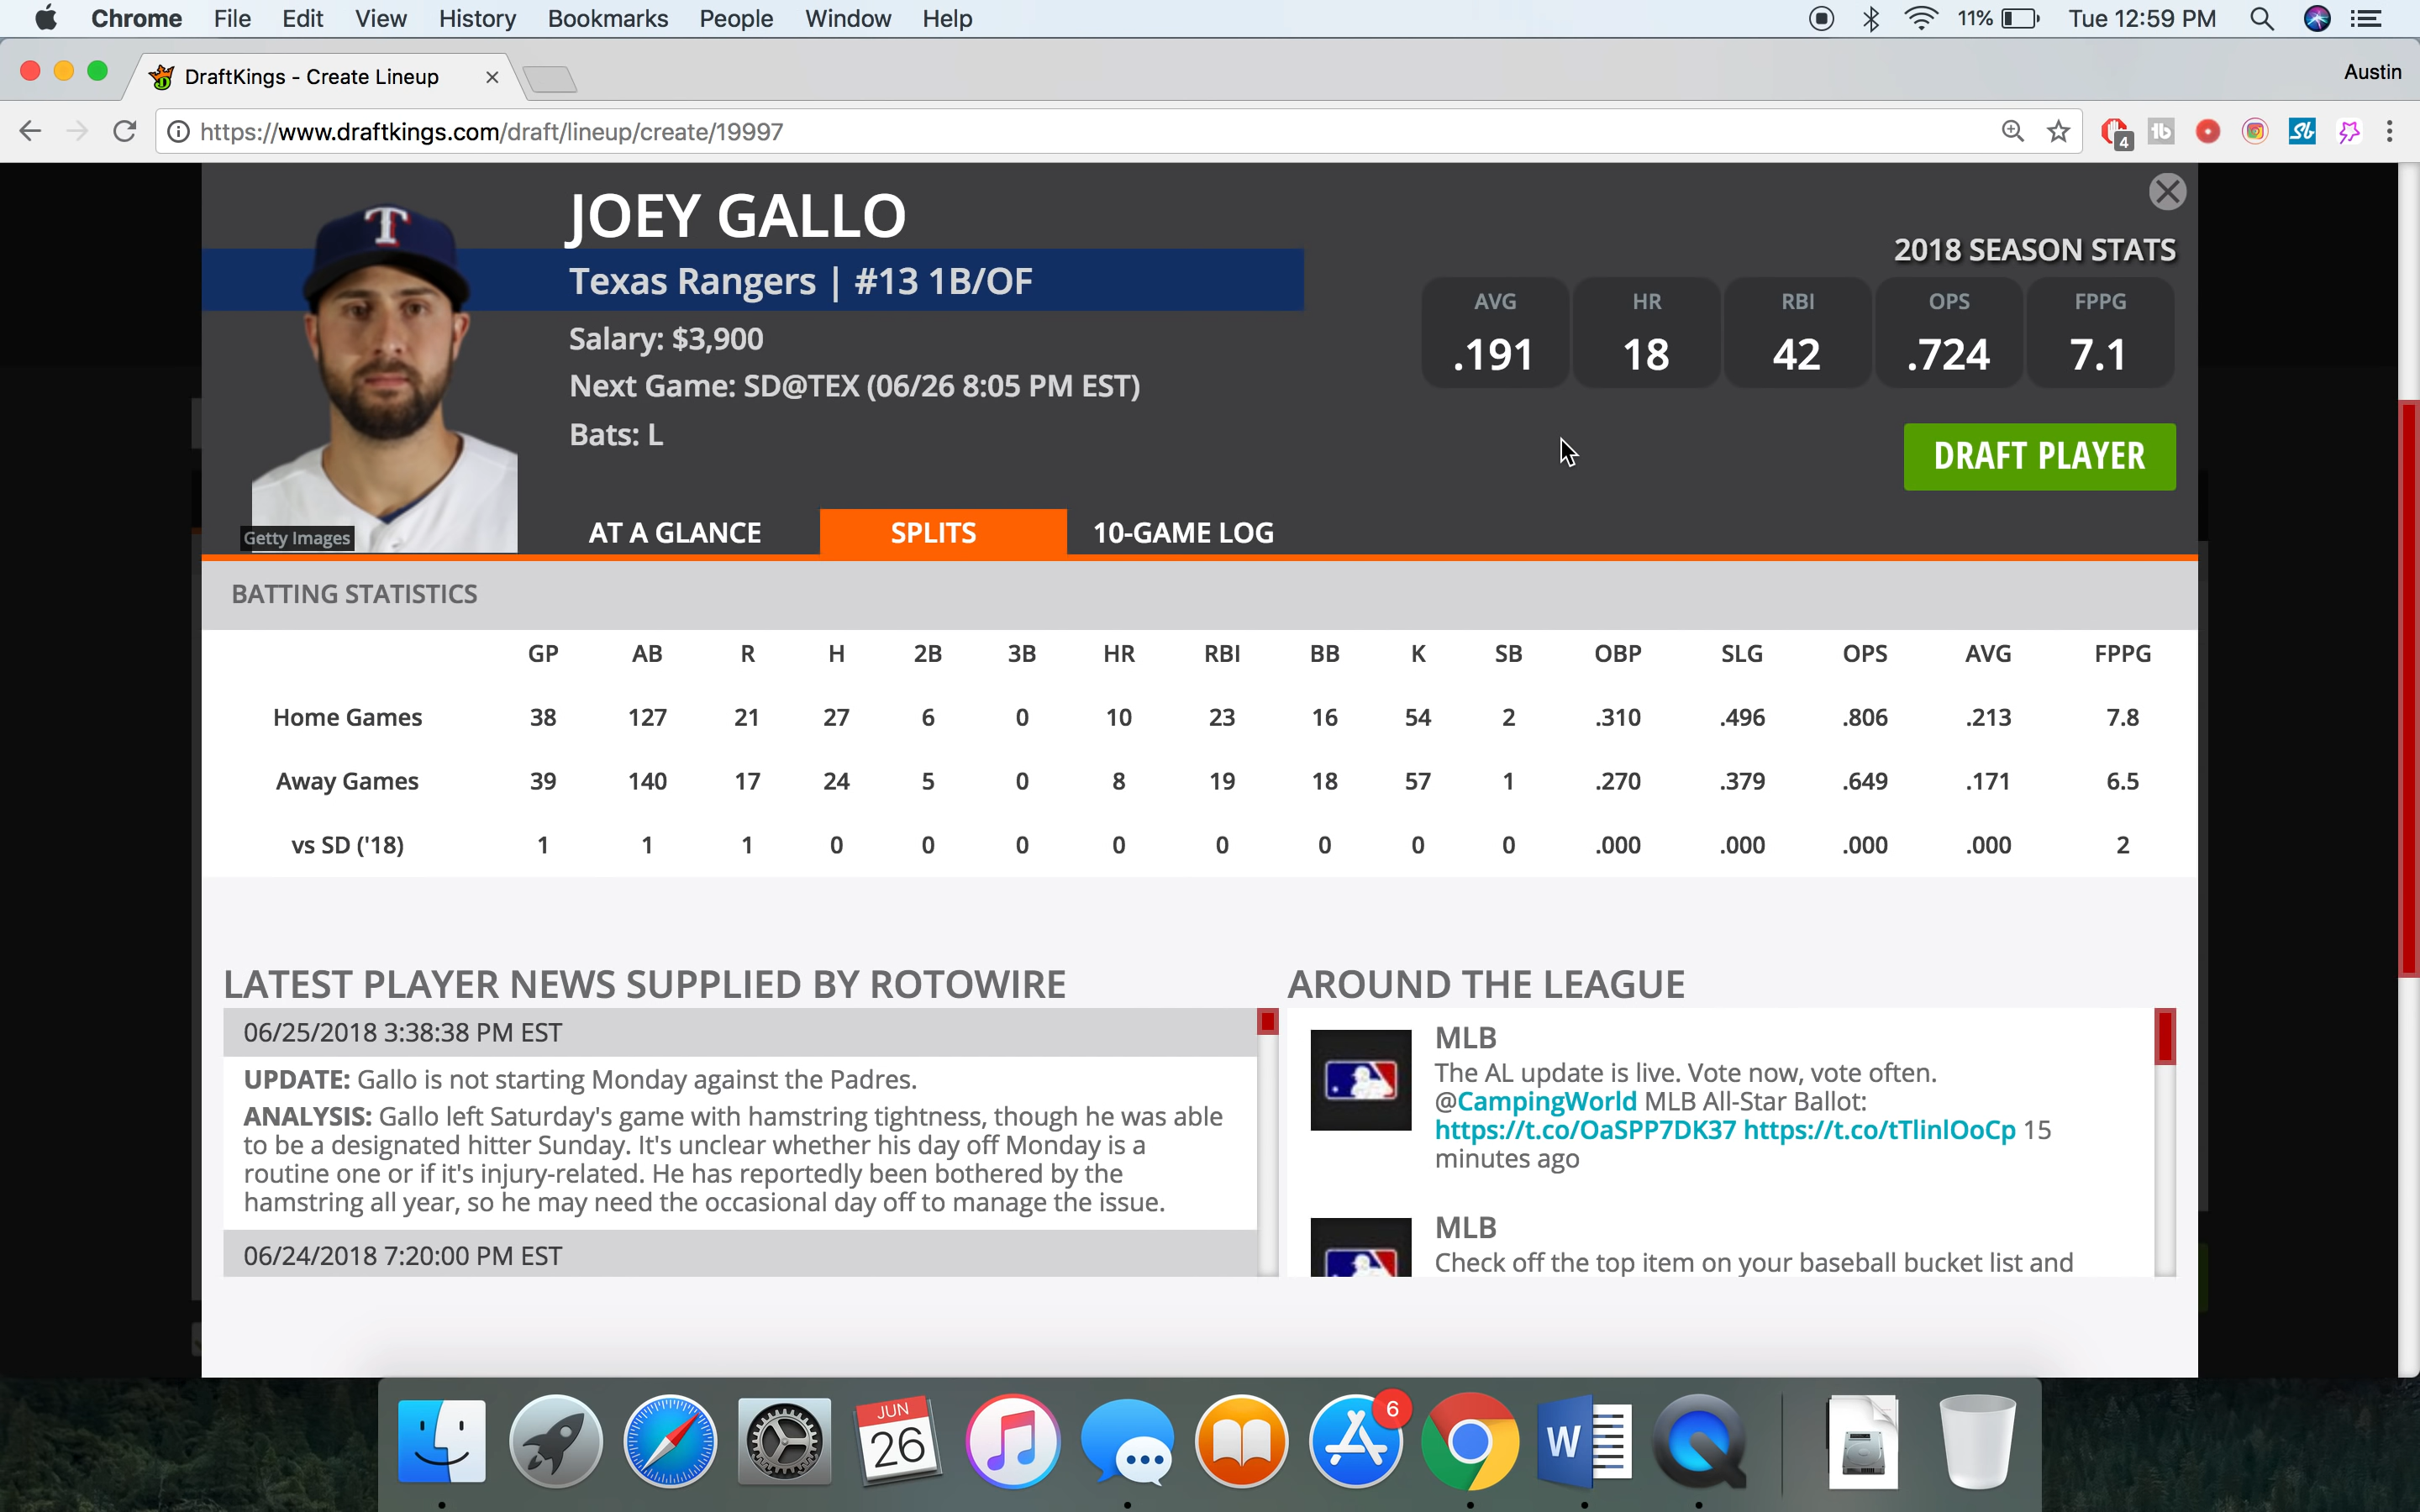 Chrome File Edit View History Bookmarks People Window Help 11% Tue 12:59 PM
DraftKings - Create Lineup
Austin
https://www.draftkings.com/draft/lineup/create/19997
4
tb
Sb
T
JOEY GALLO
Texas Rangers | #13 1B/OF
Salary: $3,900
Next Game: SD@TEX (06/26 8:05 PM EST)
Bats: L
Getty Images
2018 SEASON STATS
AVG HR RBI OPS FPPG
.191 18 42 .724 7.1
DRAFT PLAYER
AT A GLANCE SPLITS 10-GAME LOG
BATTING STATISTICS
GP AB R H 2B 3B HR RBI BB K SB OBP SLG OPS AVG FPPG
Home Games 38 127 21 27 6 0 10 23 16 54 2 .310 .496 .806 .213 7.8
Away Games 39 140 17 24 5 0 8 19 18 57 1 .270 .379 .649 .171 6.5
vs SD ('18) 1 1 1 0 0 0 0 0 0 0 0 .000 .000 .000 .000 2
LATEST PLAYER NEWS SUPPLIED BY ROTOWIRE
06/25/2018 3:38:38 PM EST
UPDATE: Gallo is not starting Monday against the Padres.
ANALYSIS: Gallo left Saturday's game with hamstring tightness, though he was able
to be a designated hitter Sunday. It's unclear whether his day off Monday is a
routine one or if it's injury-related. He has reportedly been bothered by the
hamstring all year, so he may need the occasional day off to manage the issue.
06/24/2018 7:20:00 PM EST
AROUND THE LEAGUE
MLB
The AL update is live. Vote now, vote often.
@CampingWorld MLB All-Star Ballot:
https://t.co/OaSPP7DK37 https://t.co/tTlinlOoCp 15
minutes ago
MLB
Check off the top item on your baseball bucket list and
JUN
26
6
W